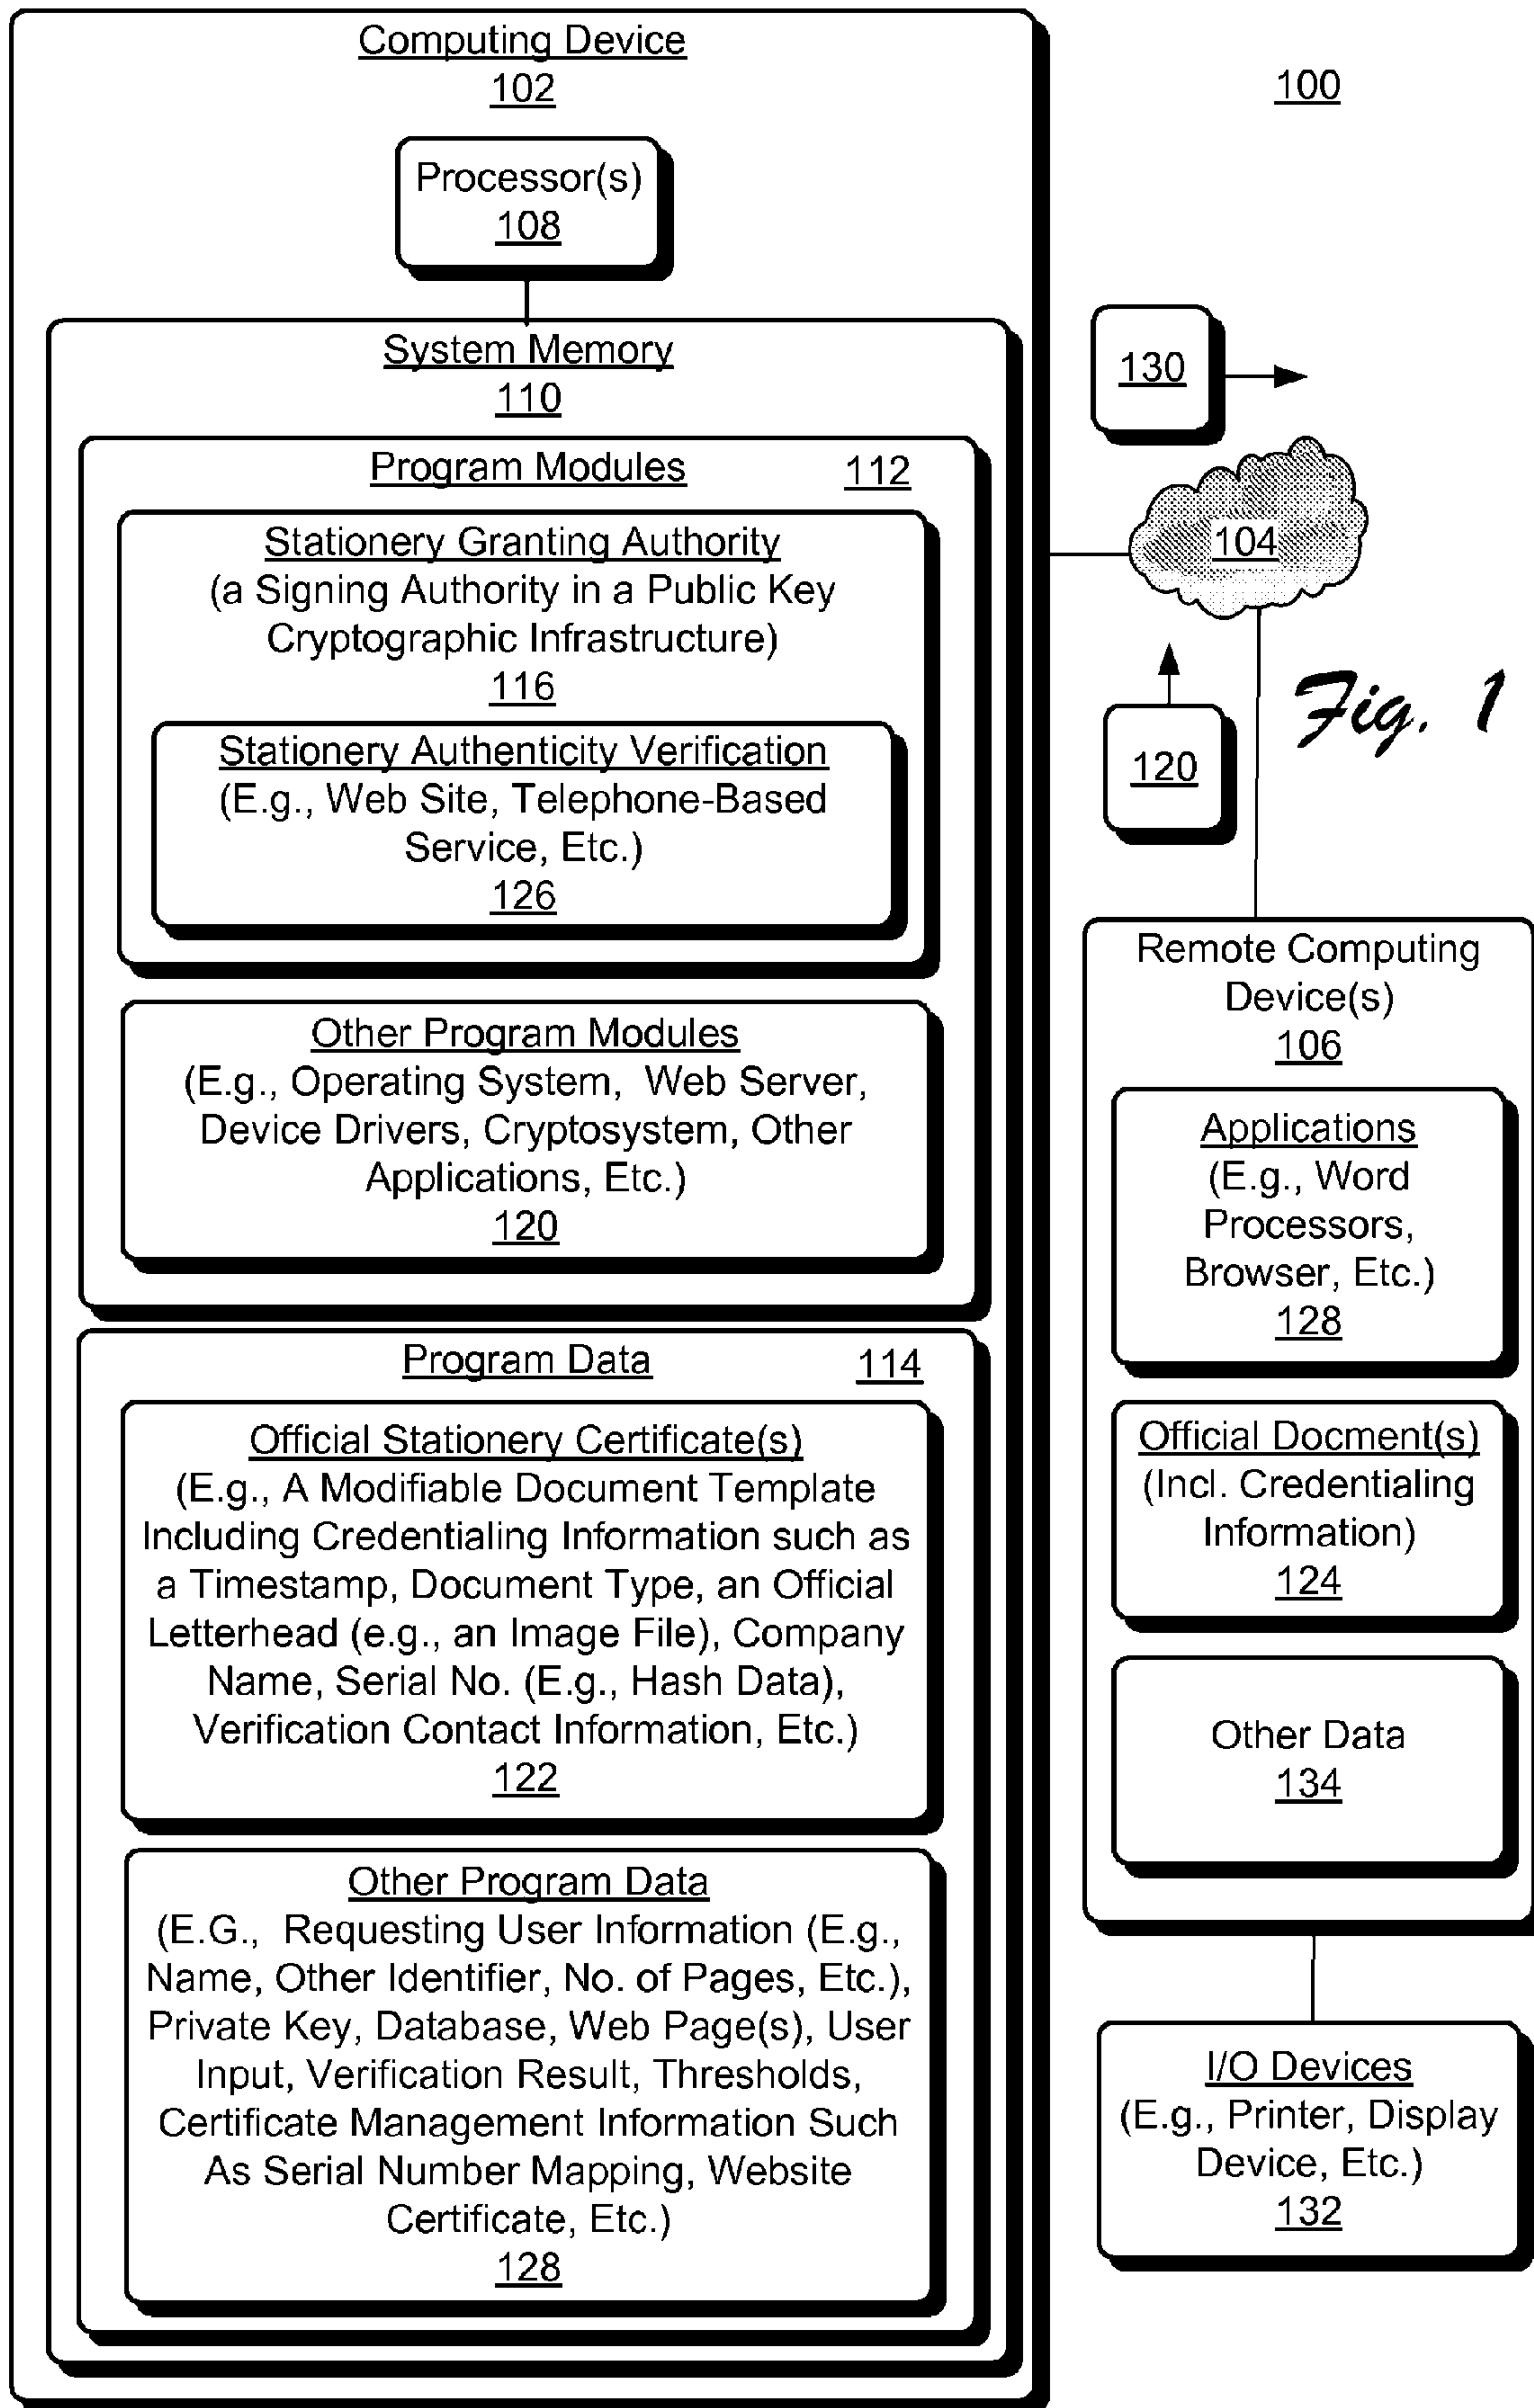 Computing Device
102
Processor(s)
108
System Memory
110
Program Modules 112
Stationery Granting Authority
(a Signing Authority in a Public Key
Cryptographic Infrastructure)
116
Stationery Authenticity Verification
(E.g., Web Site, Telephone-Based
Service, Etc.)
126
Other Program Modules
(E.g., Operating System, Web Server,
Device Drivers, Cryptosystem, Other
Applications, Etc.)
120
Program Data 114
Official Stationery Certificate(s)
(E.g., A Modifiable Document Template
Including Credentialing Information such as
a Timestamp, Document Type, an Official
Letterhead (e.g., an Image File), Company
Name, Serial No. (E.g., Hash Data),
Verification Contact Information, Etc.)
122
Other Program Data
(E.G., Requesting User Information (E.g.,
Name, Other Identifier, No. of Pages, Etc.),
Private Key, Database, Web Page(s), User
Input, Verification Result, Thresholds,
Certificate Management Information Such
As Serial Number Mapping, Website
Certificate, Etc.)
128
100
130
104
Fig. 1
120
Remote Computing
Device(s)
106
Applications
(E.g., Word
Processors,
Browser, Etc.)
128
Official Docment(s)
(Incl. Credentialing
Information)
124
Other Data
134
I/O Devices
(E.g., Printer, Display
Device, Etc.)
132